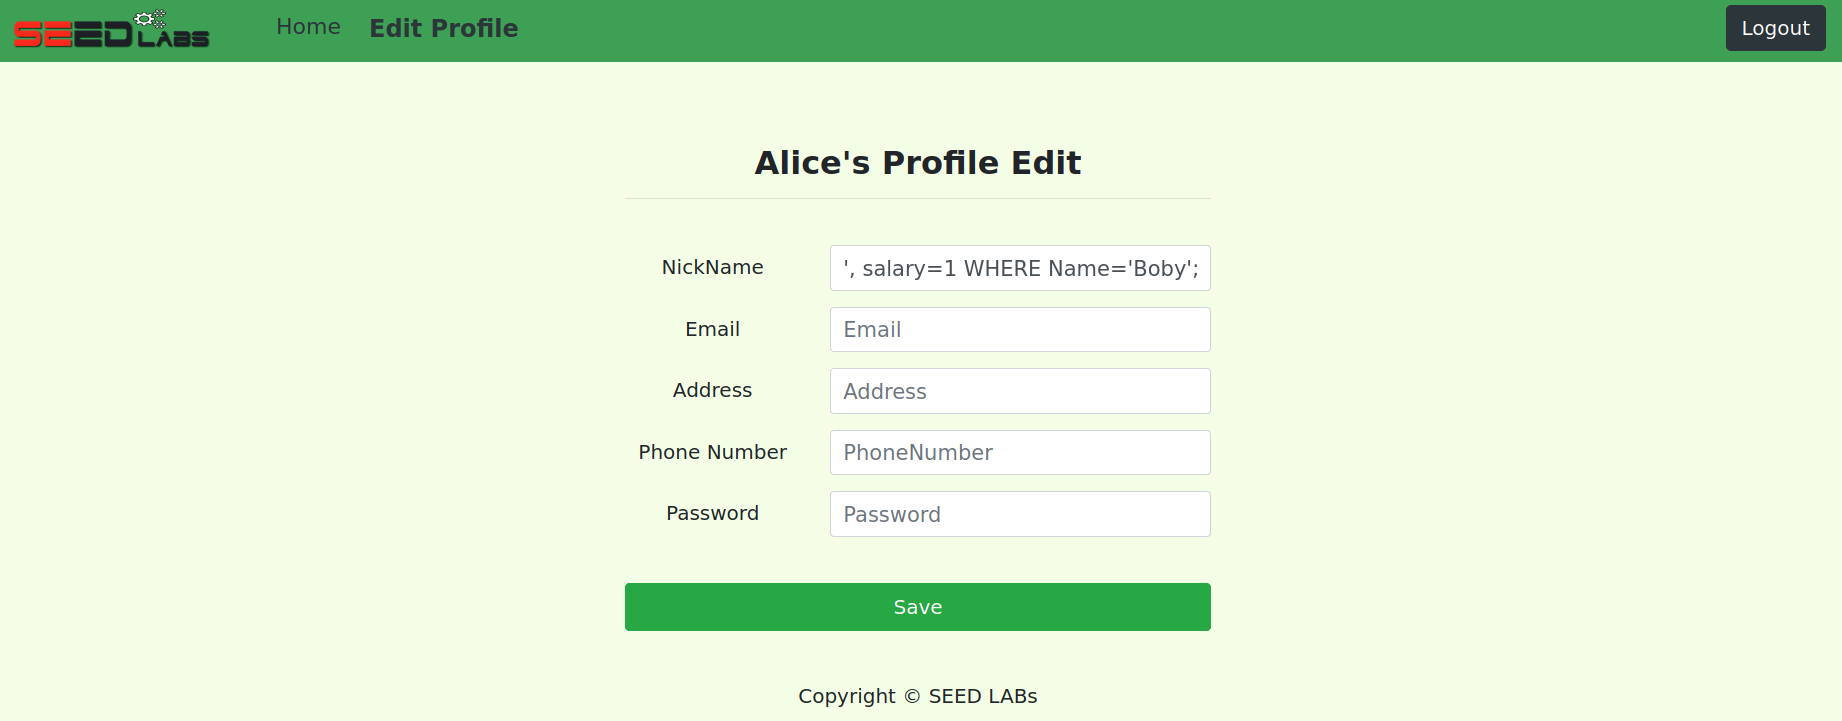 SEED LABS
Home
Edit Profile
Logout
Alice's Profile Edit
NickName
', salary=1 WHERE Name='Boby';
Email
Email
Address
Address
Phone Number
PhoneNumber
Password
Password
Save
Copyright © SEED LABs